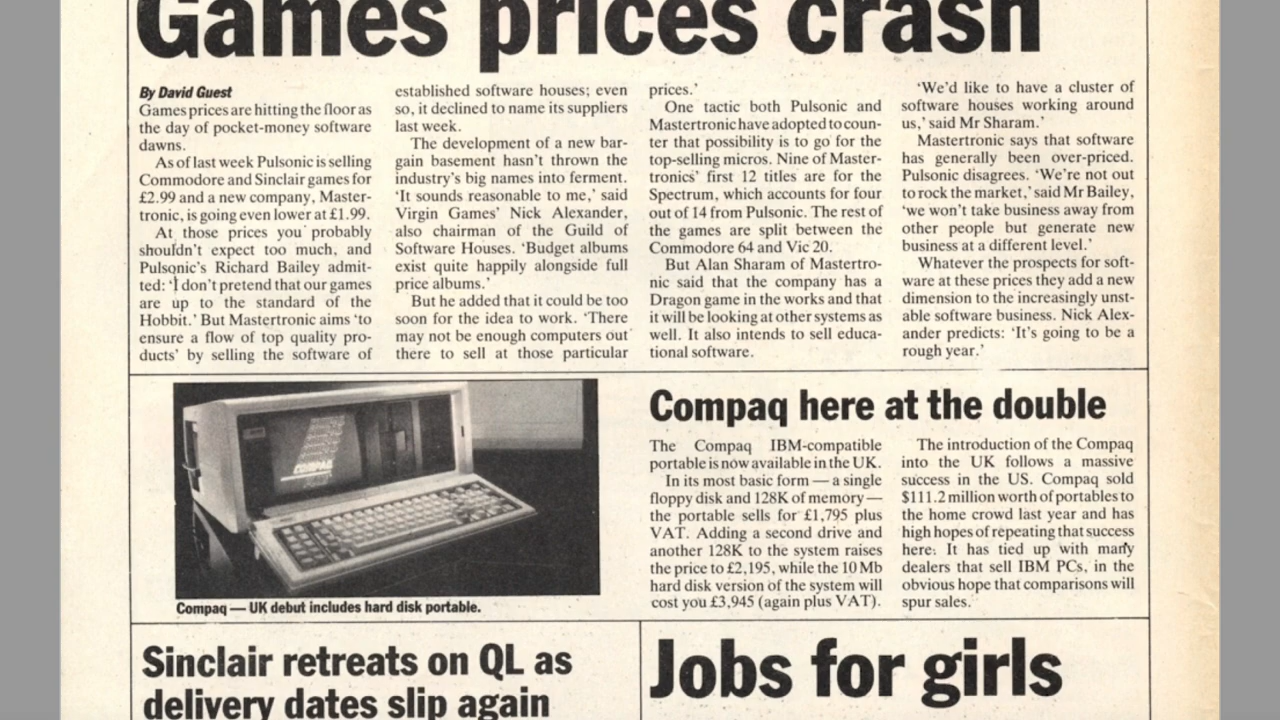 Games prices crash
By David Guest
Games prices are hitting the floor as
the day of pocket-money software
dawns.
As of last week Pulsonic is selling
Commodore and Sinclair games for
£2.99 and a new company, Master-
tronic, is going even lower at £1.99.
At those prices you probably
shouldn't expect too much, and
Pulsonic's Richard Bailey admit-
ted: 'I don't pretend that our games
are up to the standard of the
Hobbit.' But Mastertronic aims 'to
ensure a flow of top quality pro-
ducts' by selling the software of
established software houses; even
so, it declined to name its suppliers
last week.
The development of a new bar-
gain basement hasn't thrown the
industry's big names into ferment.
'It sounds reasonable to me,' said
Virgin Games' Nick Alexander,
also chairman of the Guild of
Software Houses. 'Budget albums
exist quite happily alongside full
price albums.'
But he added that it could be too
soon for the idea to work. 'There
may not be enough computers out
there to sell at those particular
prices.'
One tactic both Pulsonic and
Mastertronic have adopted to coun-
ter that possibility is to go for the
top-selling micros. Nine of Master-
tronics' first 12 titles are for the
Spectrum, which accounts for four
out of 14 from Pulsonic. The rest of
the games are split between the
Commodore 64 and Vic 20.
But Alan Sharam of Mastertro-
nic said that the company has a
Dragon game in the works and that
it will be looking at other systems as
well. It also intends to sell educa-
tional software.
'We'd like to have a cluster of
software houses working around
us,' said Mr Sharam.'
Mastertronic says that software
has generally been over-priced.
Pulsonic disagrees. 'We're not out
to rock the market,' said Mr Bailey,
'we won't take business away from
other people but generate new
business at a different level.'
Whatever the prospects for soft-
ware at these prices they add a new
dimension to the increasingly unst-
able software business. Nick Alex-
ander predicts: 'It's going to be a
rough year.'
COMPAQ
Compaq — UK debut includes hard disk portable.
Compaq here at the double
The Compaq IBM-compatible
portable is now available in the UK.
In its most basic form — a single
floppy disk and 128K of memory —
the portable sells for £1,795 plus
VAT. Adding a second drive and
another 128K to the system raises
the price to £2,195, while the 10 Mb
hard disk version of the system will
cost you £3,945 (again plus VAT).
The introduction of the Compaq
into the UK follows a massive
success in the US. Compaq sold
$111.2 million worth of portables to
the home crowd last year and has
high hopes of repeating that success
here. It has tied up with many
dealers that sell IBM PCs, in the
obvious hope that comparisons will
spur sales.
Sinclair retreats on QL as
delivery dates slip again
Jobs for girls